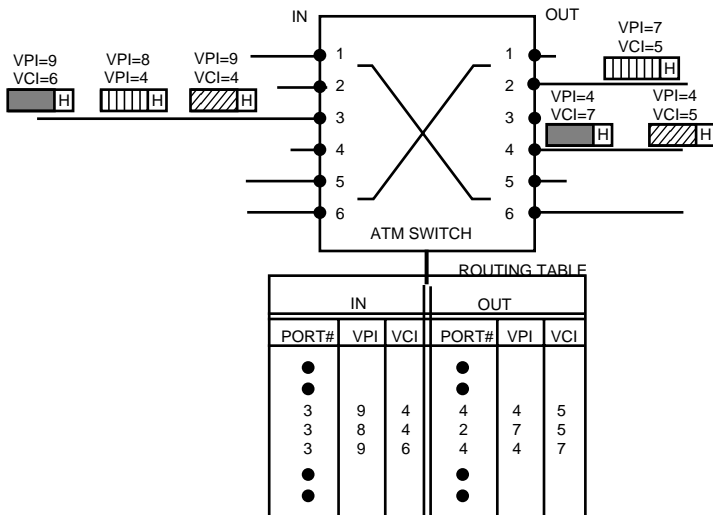 IN
OUT
VPI=9
VCI=6
H
VPI=8
VPI=4
H
VPI=9
VCI=4
H
1
2
3
4
5
6
1
2
3
4
5
6
VPI=7
VCI=5
H
VPI=4
VCI=7
H
VPI=4
VCI=5
H
ATM SWITCH
ROUTING TABLE
IN OUT
PORT# VPI VCI PORT# VPI VCI
3 9 4 4 4 5
3 8 4 2 7 5
3 9 6 4 4 7